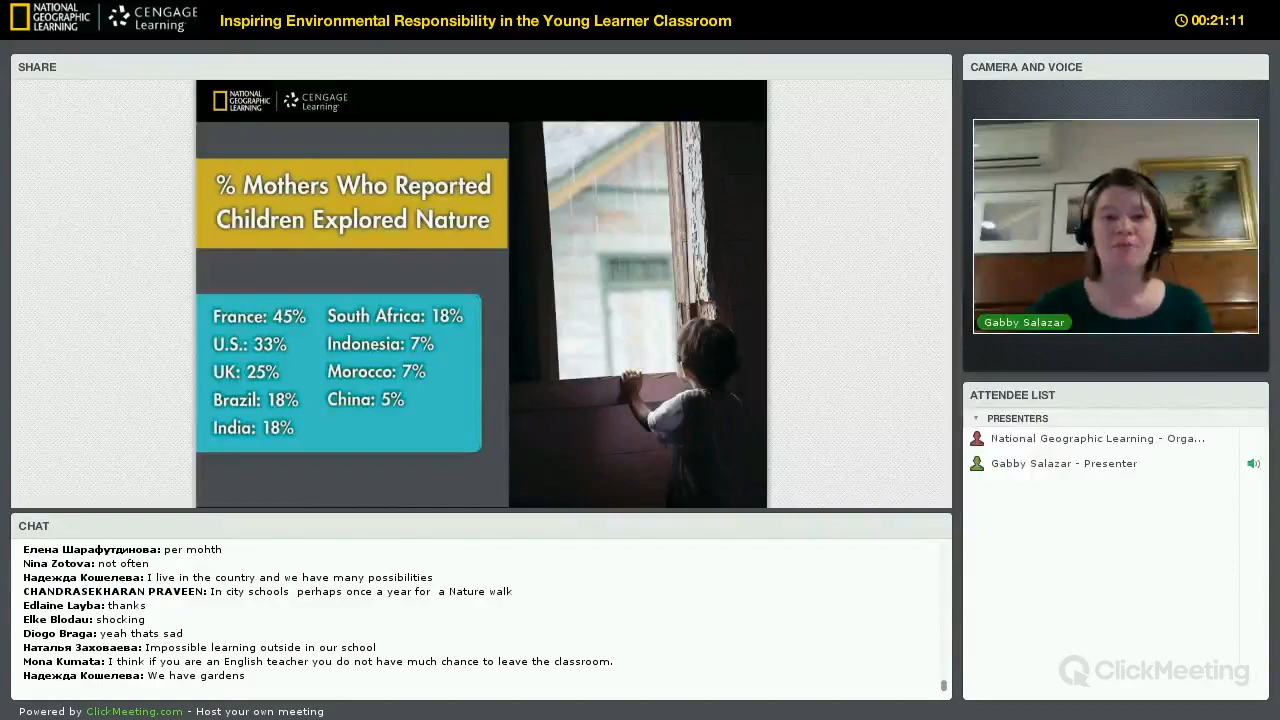 NATIONAL
GEOGRAPHIC
LEARNING
CENGAGE
Learning
Inspiring Environmental Responsibility in the Young Learner Classroom
00:21:11
SHARE
NATIONAL
GEOGRAPHIC
LEARNING
CENGAGE
Learning
% Mothers Who Reported
Children Explored Nature
France: 45%
U.S.: 33%
UK: 25%
Brazil: 18%
India: 18%
South Africa: 18%
Indonesia: 7%
Morocco: 7%
China: 5%
CAMERA AND VOICE
Gabby Salazar
ATTENDEE LIST
PRESENTERS
National Geographic Learning - Orga...
Gabby Salazar - Presenter
CHAT
Елена Шарафутдинова: per mohth
Nina Zotova: not often
Надежда Кошелева: I live in the country and we have many possibilities
CHANDRASEKHARAN PRAVEEN: In city schools perhaps once a year for a Nature walk
Edlaine Layba: thanks
Elke Blodau: shocking
Diogo Braga: yeah thats sad
Наталья Заховаева: Impossible learning outside in our school
Mona Kumata: I think if you are an English teacher you do not have much chance to leave the classroom.
Надежда Кошелева: We have gardens
ClickMeeting
Powered by ClickMeeting.com - Host your own meeting